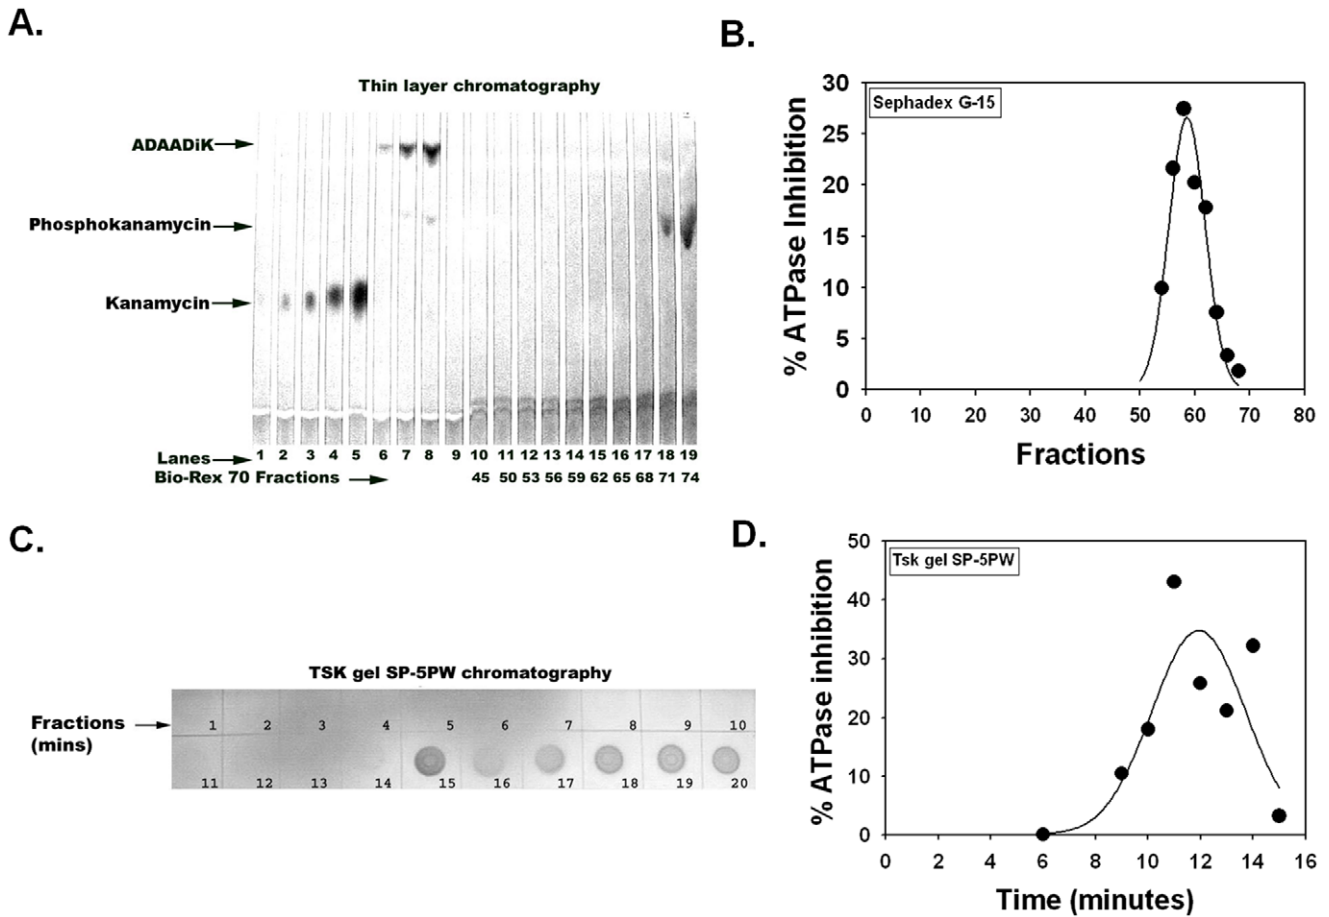 A.
Thin layer chromatography
ADAADiK
Phosphokanamycin
Kanamycin
Lanes 1 2 3 4 5 6 7 8 9 10 11 12 13 14 15 16 17 18 19
Bio-Rex 70 Fractions 45 50 53 56 59 62 65 68 71 74
B.
Sephadex G-15
% ATPase Inhibition
30
25
20
15
10
5
0
0 10 20 30 40 50 60 70 80
Fractions
C.
TSK gel SP-5PW chromatography
Fractions
(mins)
1 2 3 4 5 6 7 8 9 10
11 12 13 14 15 16 17 18 19 20
D.
Tsk gel SP-5PW
% ATPase inhibition
50
40
30
20
10
0
0 2 4 6 8 10 12 14 16
Time (minutes)